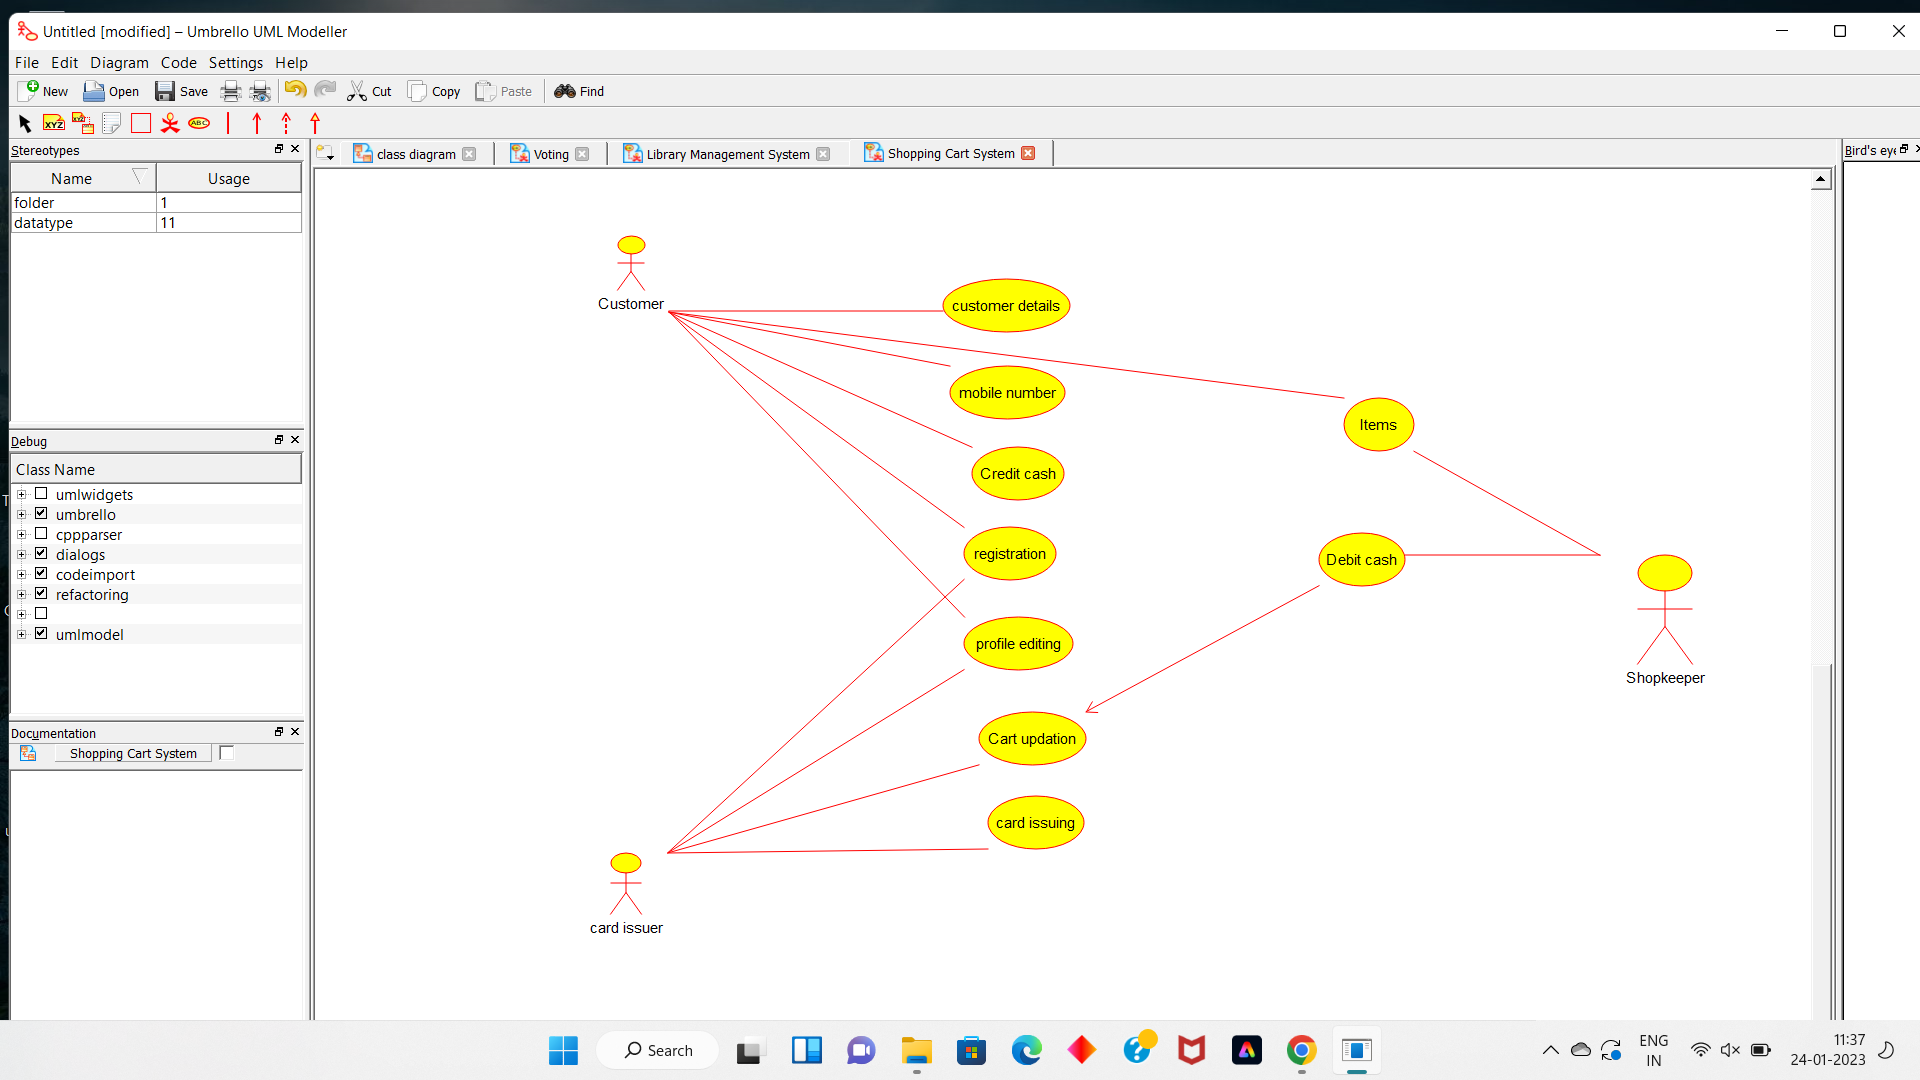 Untitled [modified] – Umbrello UML Modeller
File Edit Diagram Code Settings Help
New Open Save Cut Copy Paste Find
XYZ XYZ ABC
Stereotypes
Name Usage
folder 1
datatype 11
Debug
Class Name
umlwidgets
umbrello
cppparser
dialogs
codeimport
refactoring
umlmodel
Documentation
Shopping Cart System
class diagram Voting Library Management System Shopping Cart System
Bird's eye
Customer
customer details
mobile number
Items
Credit cash
registration
Debit cash
profile editing
Shopkeeper
Cart updation
card issuing
card issuer
Search
ENG
IN
11:37
24-01-2023